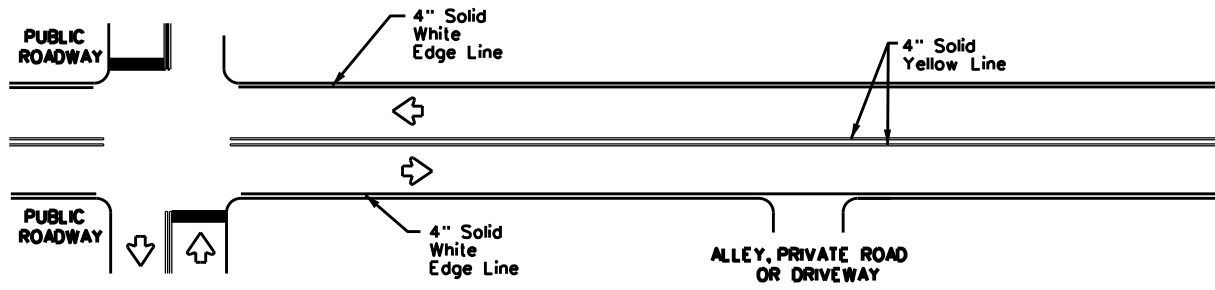 PUBLIC
ROADWAY
4" Solid
White
Edge Line
4" Solid
Yellow Line
PUBLIC
ROADWAY
4" Solid
White
Edge Line
ALLEY, PRIVATE ROAD
OR DRIVEWAY